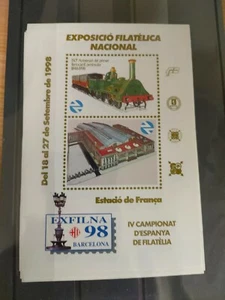 EXPOSICIÓ FILATÈLICA
NACIONAL
Del 18 al 27 de Setembre de 1998
Estació de França
EXFILNA
98
BARCELONA
IV CAMPIONAT
D'ESPANYA
DE FILATÈLIA